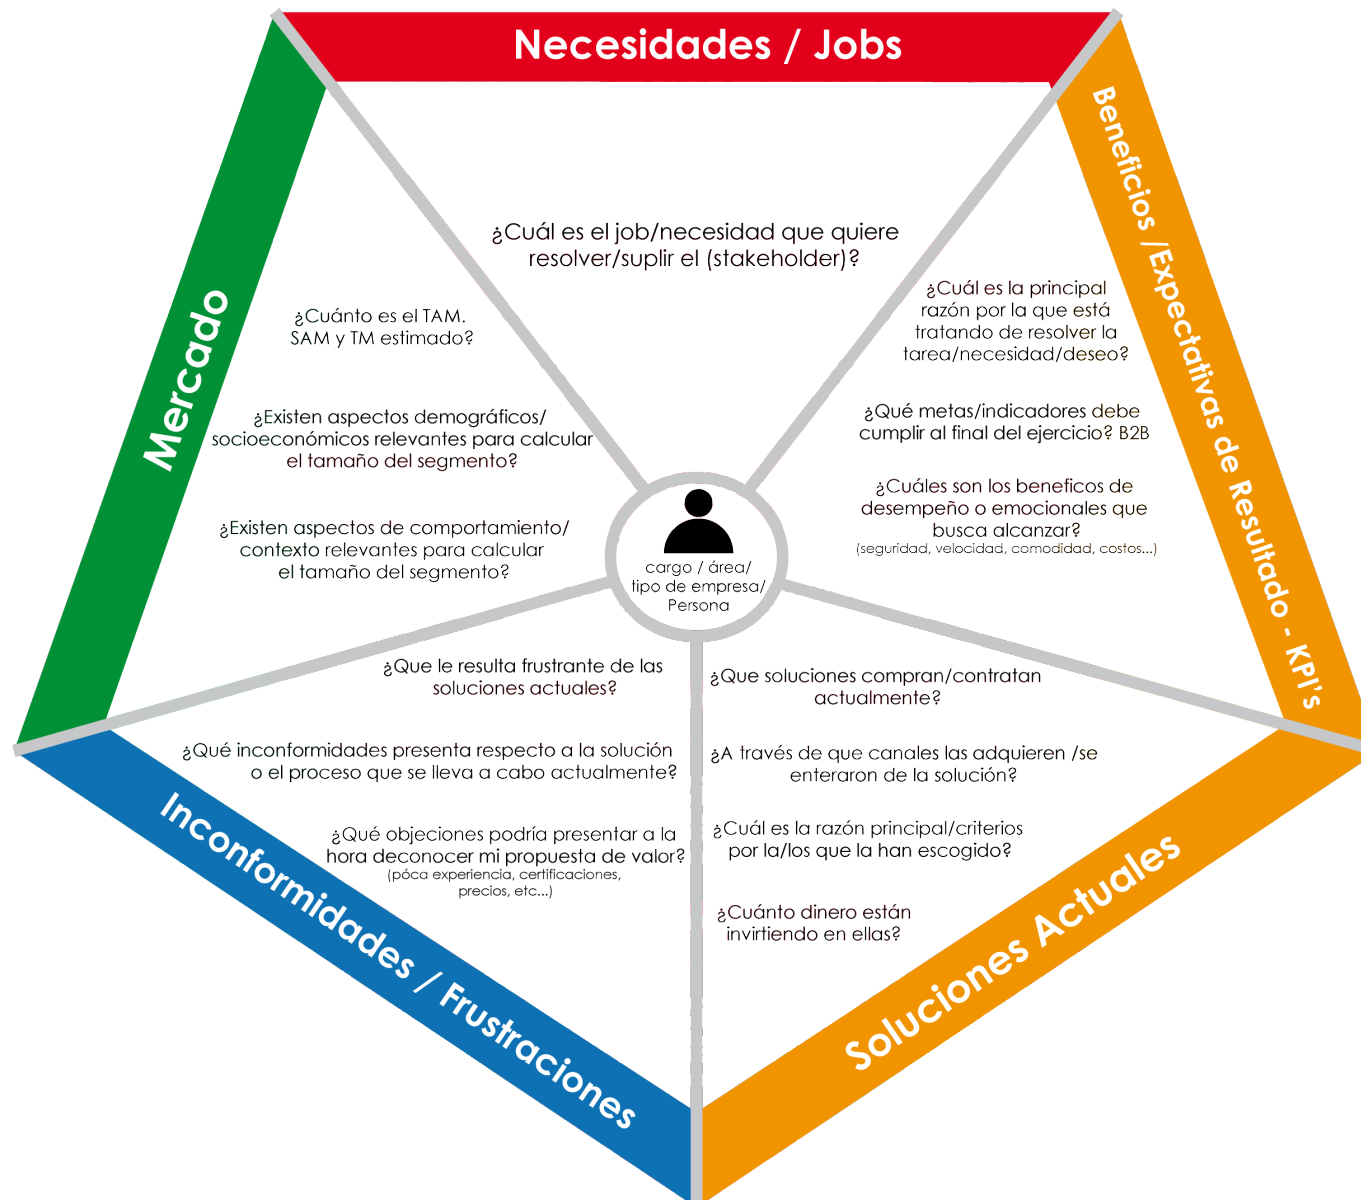 Necesidades / Jobs
¿Cuál es el job/necesidad que quiere
resolver/suplir el (stakeholder)?
Beneficios /Expectativas de Resultado - KPI's
¿Cuál es la principal
razón por la que está
tratando de resolver la
tarea/necesidad/deseo?
¿Qué metas/indicadores debe
cumplir al final del ejercicio? B2B
¿Cuáles son los beneficos de
desempeño o emocionales que
busca alcanzar?
(seguridad, velocidad, comodidad, costos...)
Mercado
¿Cuánto es el TAM.
SAM y TM estimado?
¿Existen aspectos demográficos/
socioeconómicos relevantes para calcular
el tamaño del segmento?
¿Existen aspectos de comportamiento/
contexto relevantes para calcular
el tamaño del segmento?
cargo / área/
tipo de empresa/
Persona
Inconformidades / Frustraciones
¿Que le resulta frustrante de las
soluciones actuales?
¿Qué inconformidades presenta respecto a la solución
o el proceso que se lleva a cabo actualmente?
¿Qué objeciones podría presentar a la
hora deconocer mi propuesta de valor?
(póca experiencia, certificaciones,
precios, etc...)
Soluciones Actuales
¿Que soluciones compran/contratan
actualmente?
¿A través de que canales las adquieren /se
enteraron de la solución?
¿Cuál es la razón principal/criterios
por la/los que la han escogido?
¿Cuánto dinero están
invirtiendo en ellas?